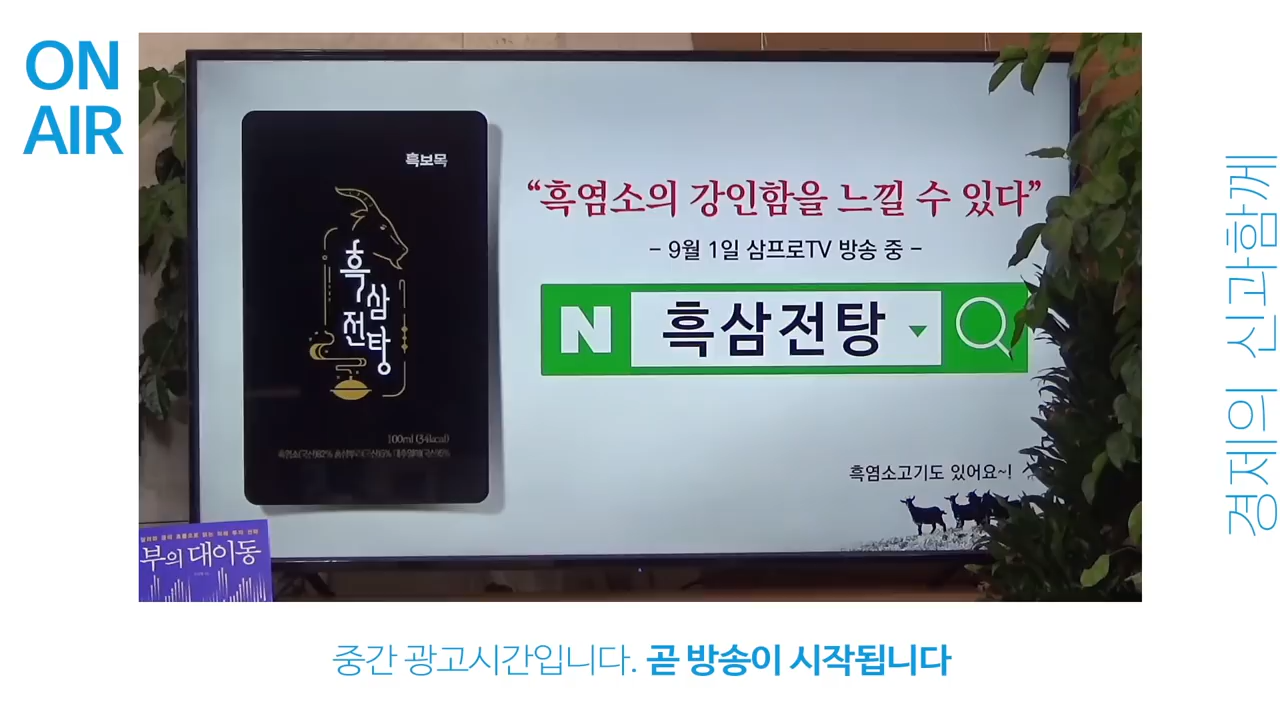 ON
AIR
흑보목
흑삼전탕
100ml (34kcal)
“흑염소의 강인함을 느낄 수 있다”
- 9월 1일 삼프로TV 방송 중 -
N 흑삼전탕
흑염소고기도 있어요~!
부의 대이동
경제의 신과함께
중간 광고시간입니다. 곧 방송이 시작됩니다